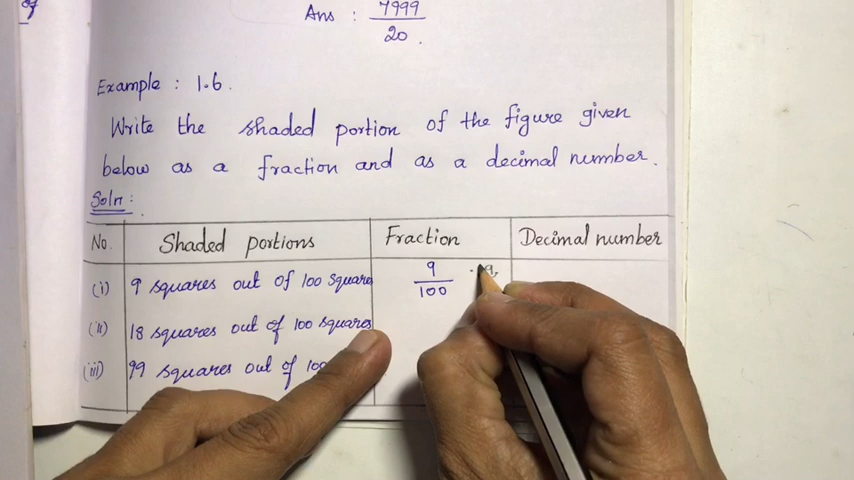 of
Ans : 7999
20.
Example : 1.6.
Write the shaded portion of the figure given
below as a fraction and as a decimal number.
Soln :
No. Shaded portions Fraction Decimal number
(i) 9 squares out of 100 Squares 9
100
(ii) 18 squares out of 100 squares
(iii) 99 squares out of 100